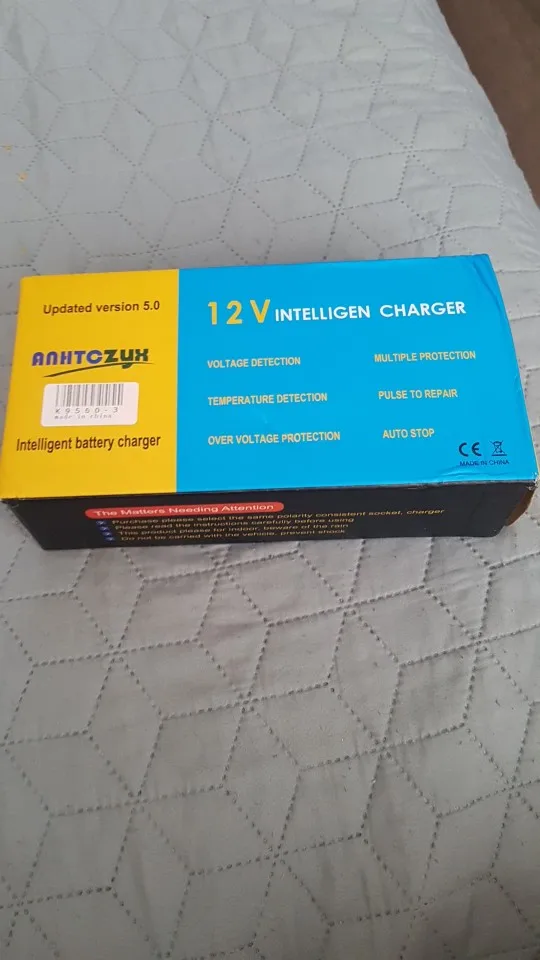 Updated version 5.0
ANHTCZYX
K9560-3
made in china
Intelligent battery charger
12V INTELLIGEN CHARGER
VOLTAGE DETECTION
MULTIPLE PROTECTION
TEMPERATURE DETECTION
PULSE TO REPAIR
OVER VOLTAGE PROTECTION
AUTO STOP
CE
MADE IN CHINA
The Matters Needing Attention
Purchase please select the same polarity consistent socket, charger
Please read the instructions carefully before using
This product please for indoor, beware of the rain
Do not be carried with the vehicle, prevent shock